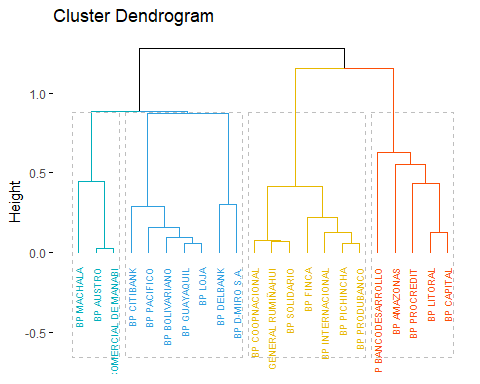 Cluster Dendrogram
Height
1.0
0.5
0.0
-0.5
BP MACHALA
BP AUSTRO
COMERCIAL DE MANABI
BP CITIBANK
BP PACIFICO
BP BOLIVARIANO
BP GUAYAQUIL
BP LOJA
BP DELBANK
BP D-MIRO S.A.
BP COOPNACIONAL
GENERAL RUMIÑAHUI
BP SOLIDARIO
BP FINCA
BP INTERNACIONAL
BP PICHINCHA
BP PRODUBANCO
P BANCODESARROLLO
BP AMAZONAS
BP PROCREDIT
BP LITORAL
BP CAPITAL